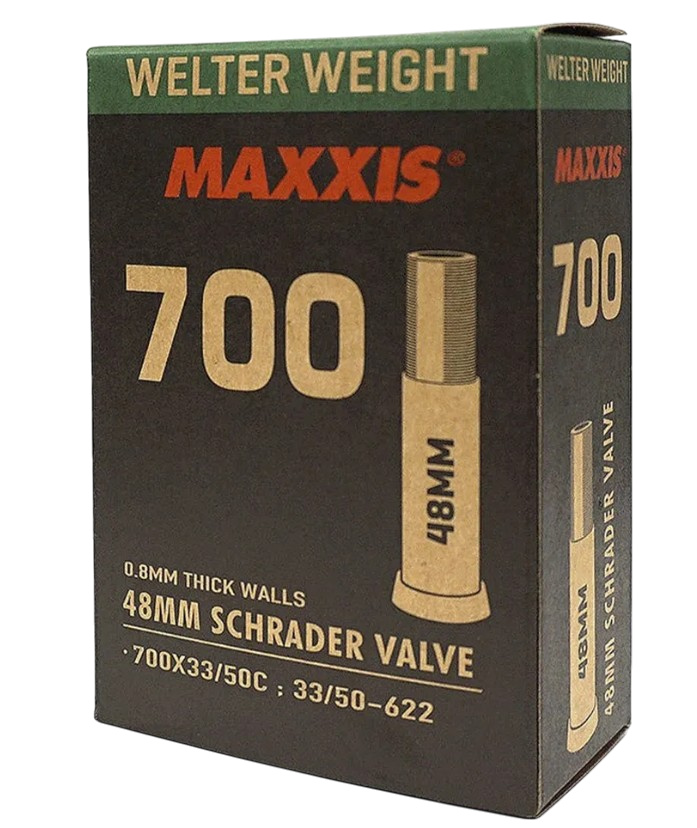 WELTER WEIGHT
MAXXIS®
700
48MM
0.8MM THICK WALLS
48MM SCHRADER VALVE
·700X33/50C ; 33/50-622
WELTER WEIGHT
MAXXIS
700
48MM
48MM SCHRADER VALVE